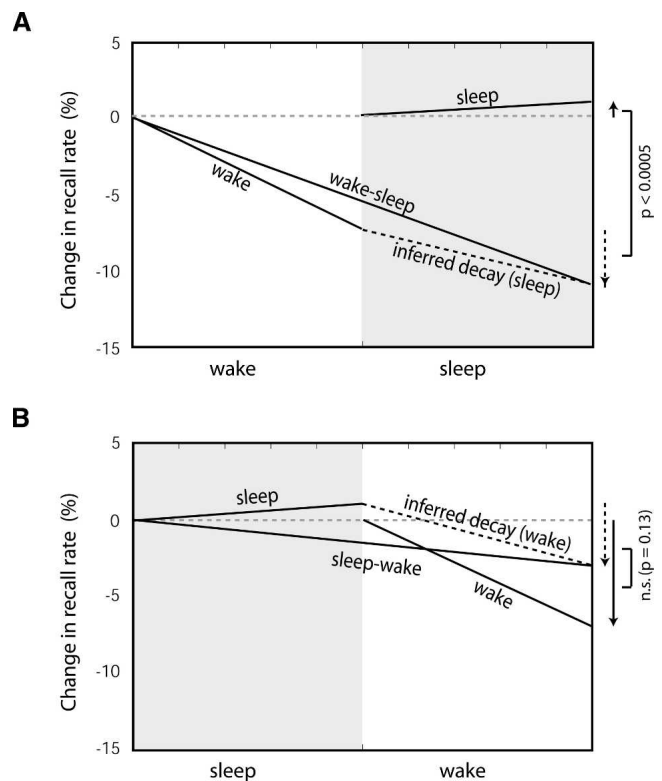 A
Change in recall rate (%)
5
0
-5
-10
-15
sleep
wake
wake-sleep
inferred decay (sleep)
p < 0.0005
wake sleep
B
Change in recall rate (%)
5
0
-5
-10
-15
sleep
inferred decay (wake)
sleep-wake
wake
n.s.(p = 0.13)
sleep wake